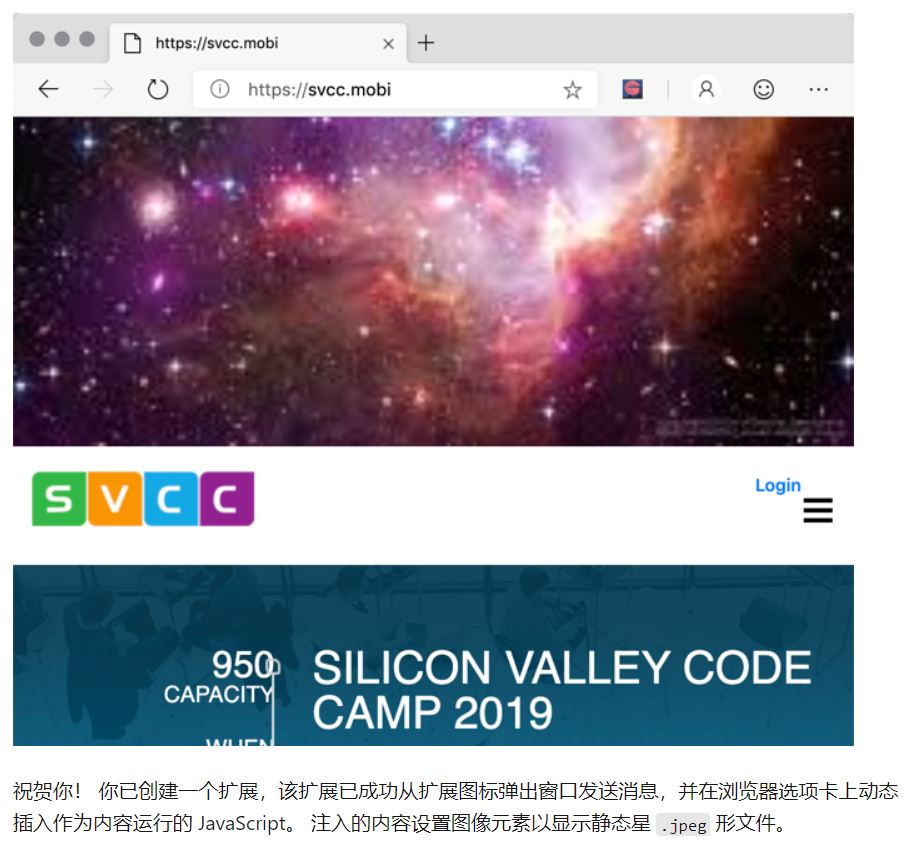 https://svcc.mobi
https://svcc.mobi
SVCC
Login
950
CAPACITY
WHEN
SILICON VALLEY CODE
CAMP 2019
祝贺你！ 你已创建一个扩展，该扩展已成功从扩展图标弹出窗口发送消息，并在浏览器选项卡上动态
插入作为内容运行的 JavaScript。 注入的内容设置图像元素以显示静态星 .jpeg 形文件。